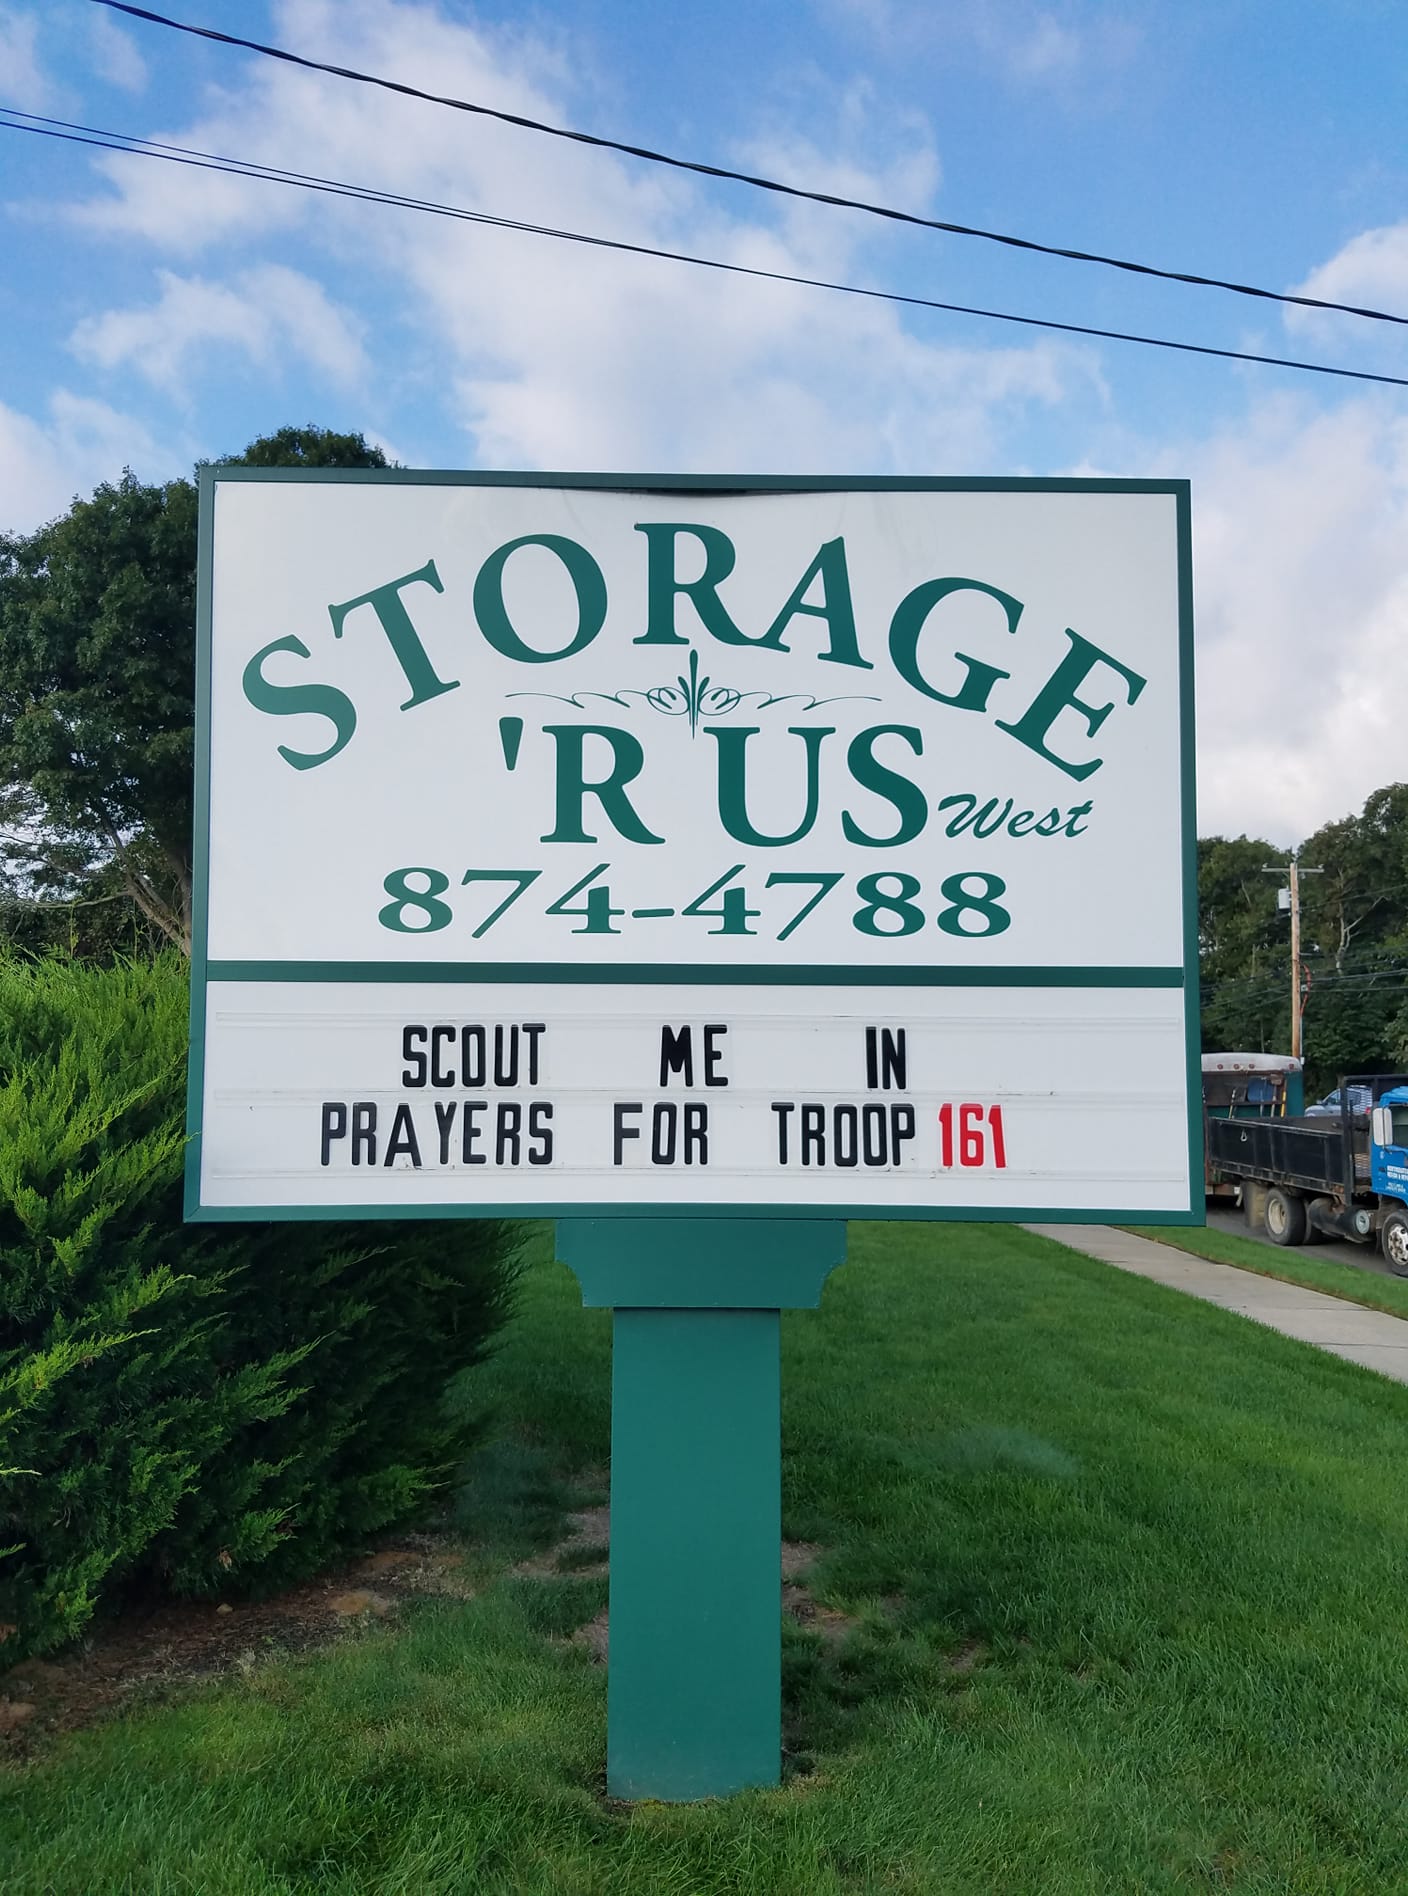 STORAGE
'R US West
874-4788
SCOUT ME IN
PRAYERS FOR TROOP 161